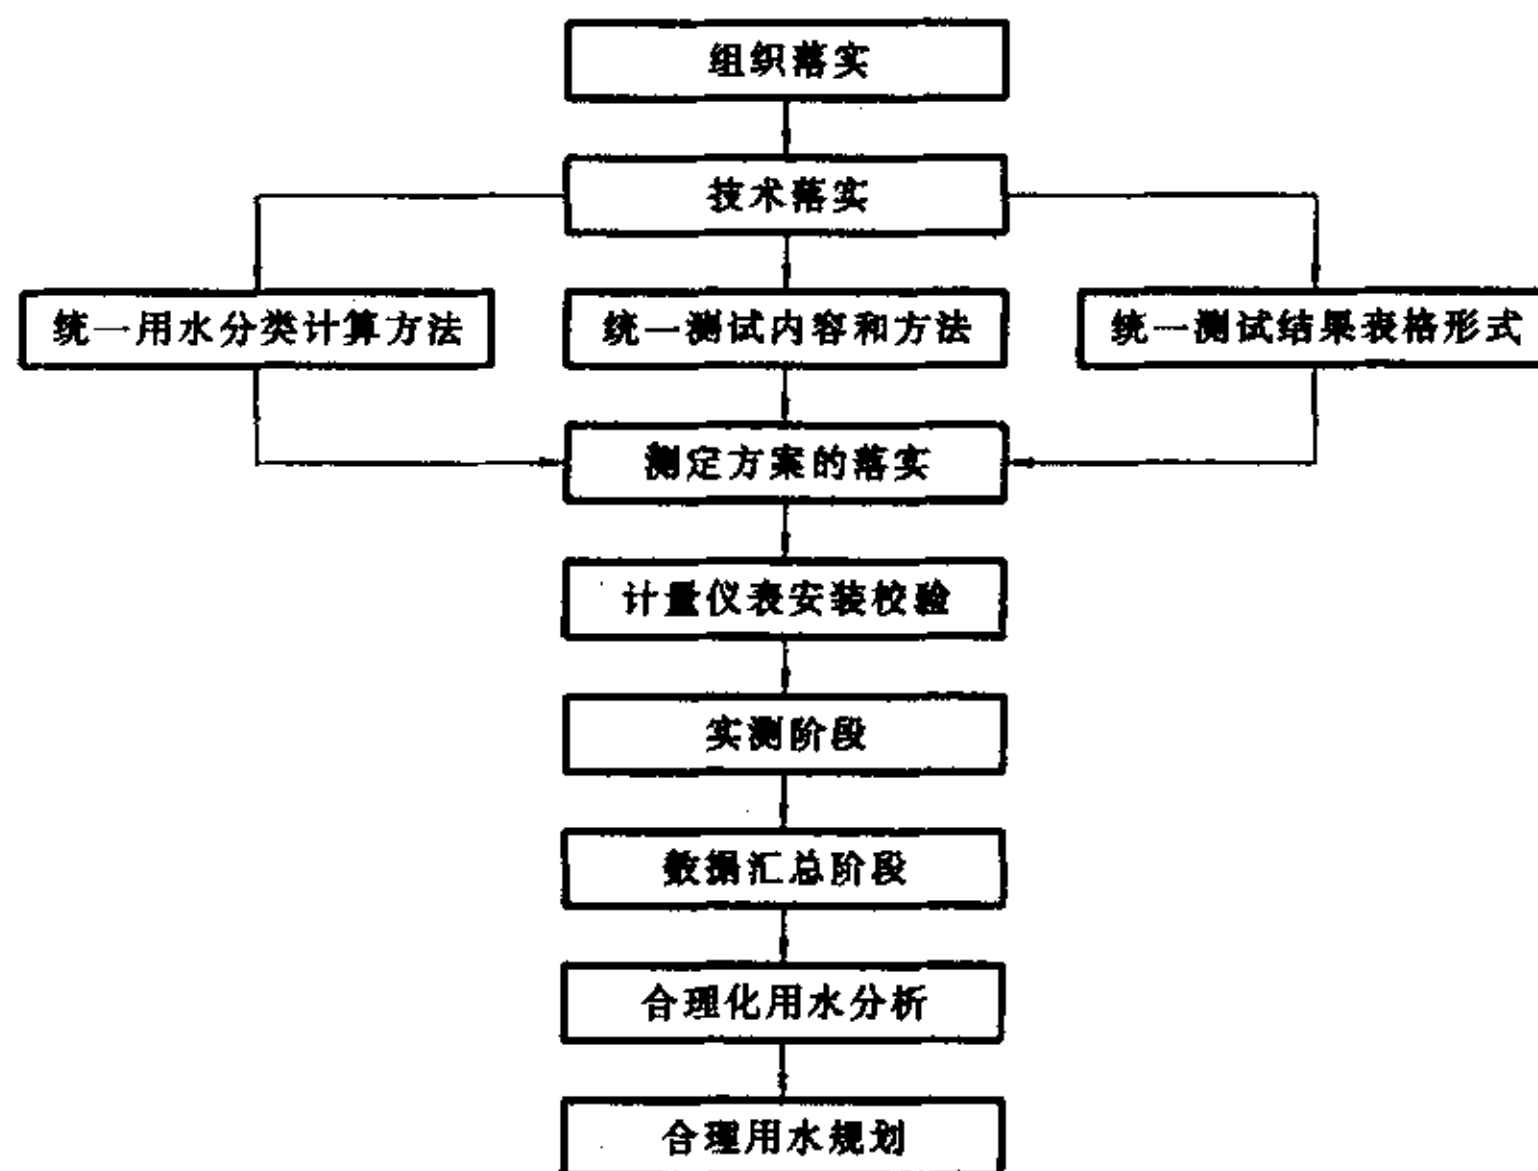 组织落实
技术落实
统一用水分类计算方法
统一测试内容和方法
统一测试结果表格形式
测定方案的落实
计量仪表安装校验
实测阶段
数据汇总阶段
合理化用水分析
合理用水规划